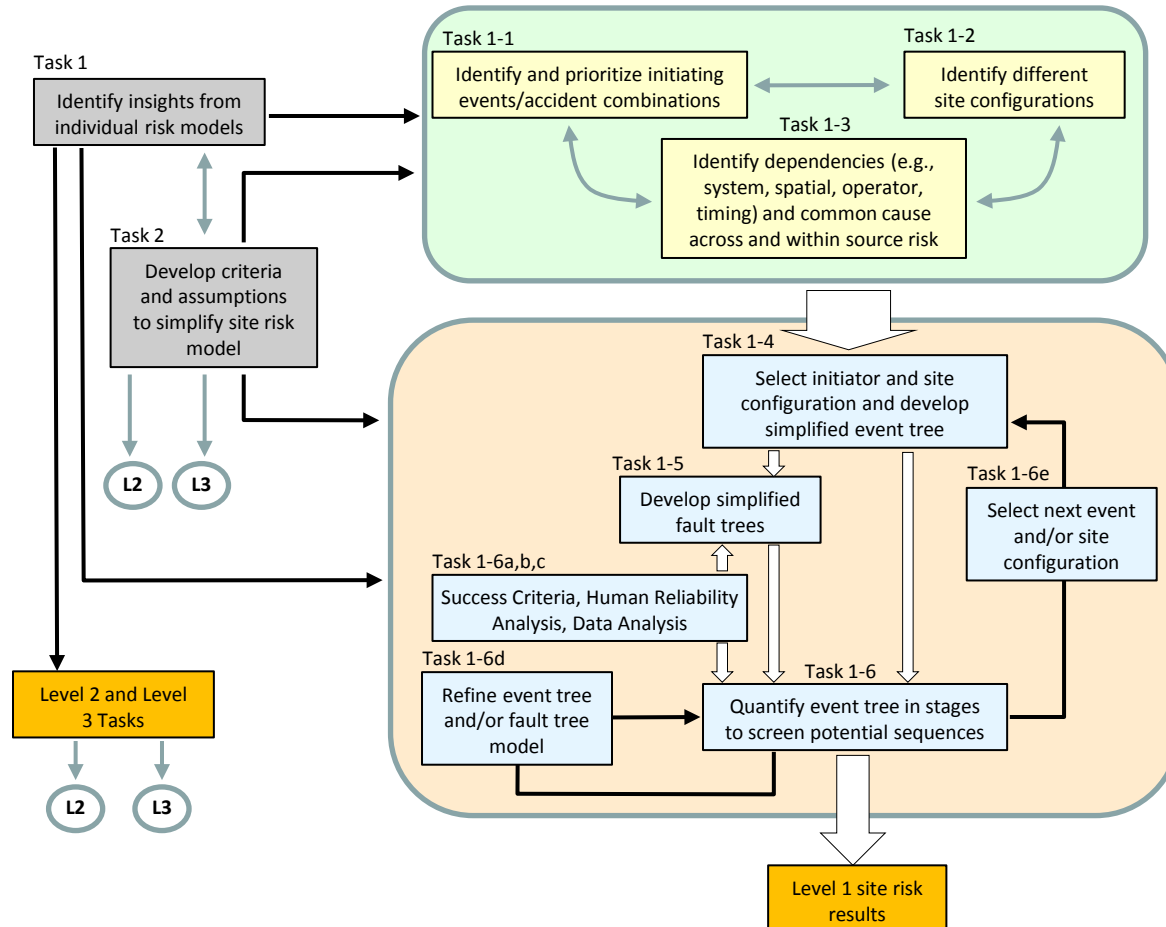 Task 1
Identify insights from
individual risk models
Task 1-1
Identify and prioritize initiating
events/accident combinations
Task 1-2
Identify different
site configurations
Task 1-3
Identify dependencies (e.g.,
system, spatial, operator,
timing) and common cause
across and within source risk
Task 2
Develop criteria
and assumptions
to simplify site risk
model
L2
L3
Task 1-4
Select initiator and site
configuration and develop
simplified event tree
Task 1-5
Develop simplified
fault trees
Task 1-6e
Select next event
and/or site
configuration
Task 1-6a,b,c
Success Criteria, Human Reliability
Analysis, Data Analysis
Task 1-6d
Refine event tree
and/or fault tree
model
Task 1-6
Quantify event tree in stages
to screen potential sequences
Level 2 and Level
3 Tasks
L2
L3
Level 1 site risk
results